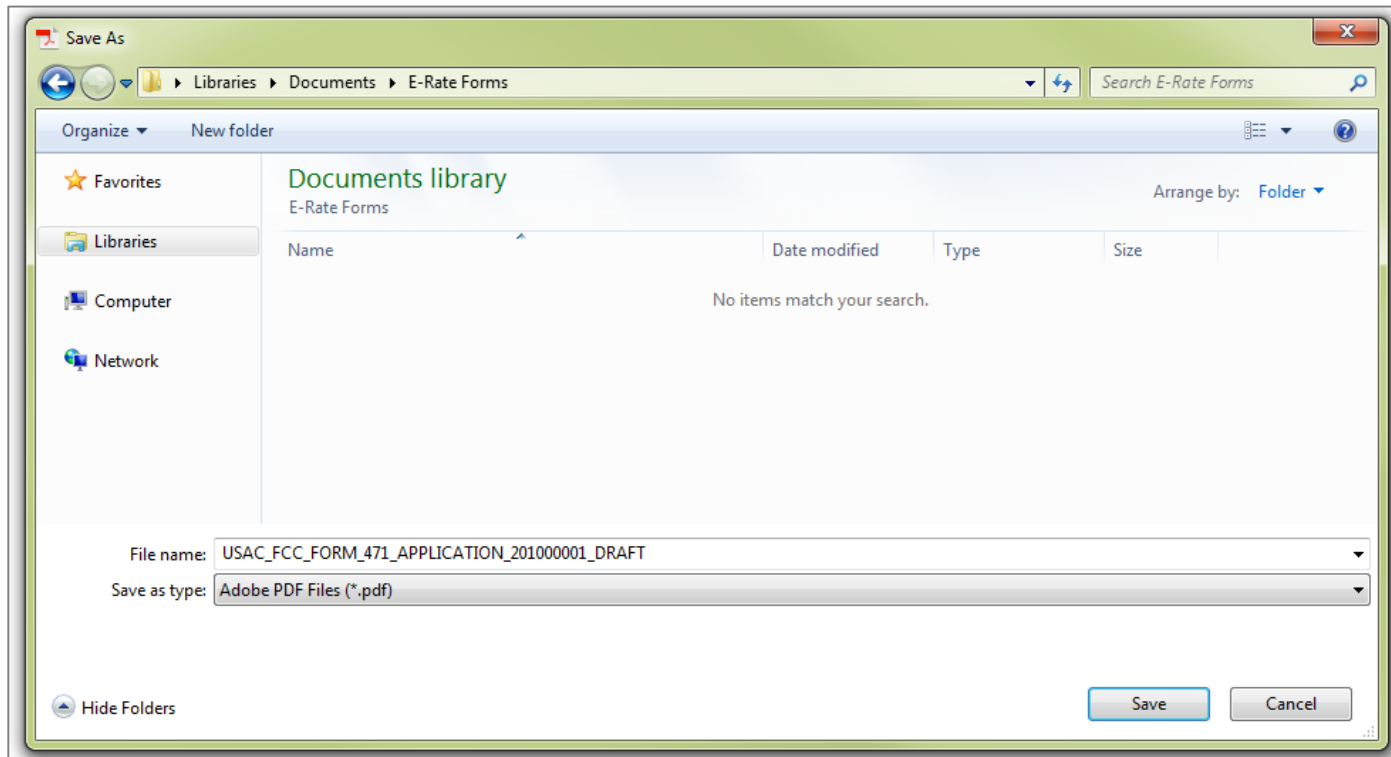 Save As
Libraries Documents E-Rate Forms Search E-Rate Forms
Organize New folder
Favorites
Libraries
Computer
Network
Documents library
E-Rate Forms
Arrange by: Folder
Name Date modified Type Size
No items match your search.
File name: USAC_FCC_FORM_471_APPLICATION_201000001_DRAFT
Save as type: Adobe PDF Files (*.pdf)
Hide Folders Save Cancel